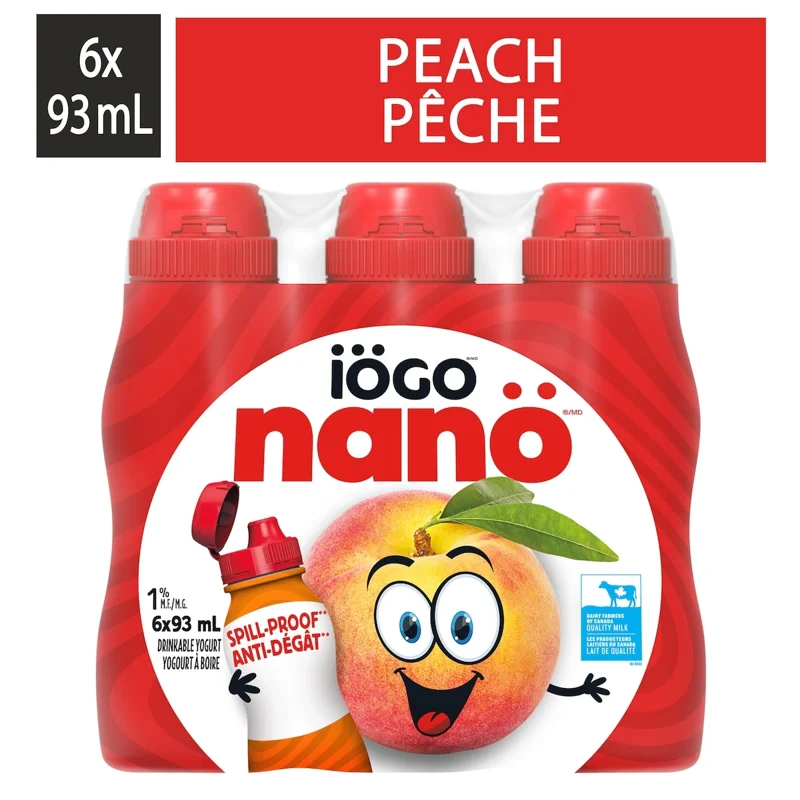 6x
93 mL
PEACH
PÊCHE
iögo
nanö
®/MD
1%
M.F./M.G.
6x93 mL
DRINKABLE YOGURT
YOGOURT À BOIRE
SPILL-PROOF**
ANTI-DÉGÂT**
DAIRY FARMERS
OF CANADA
QUALITY MILK
LES PRODUCTEURS
LAITIERS DU CANADA
LAIT DE QUALITÉ